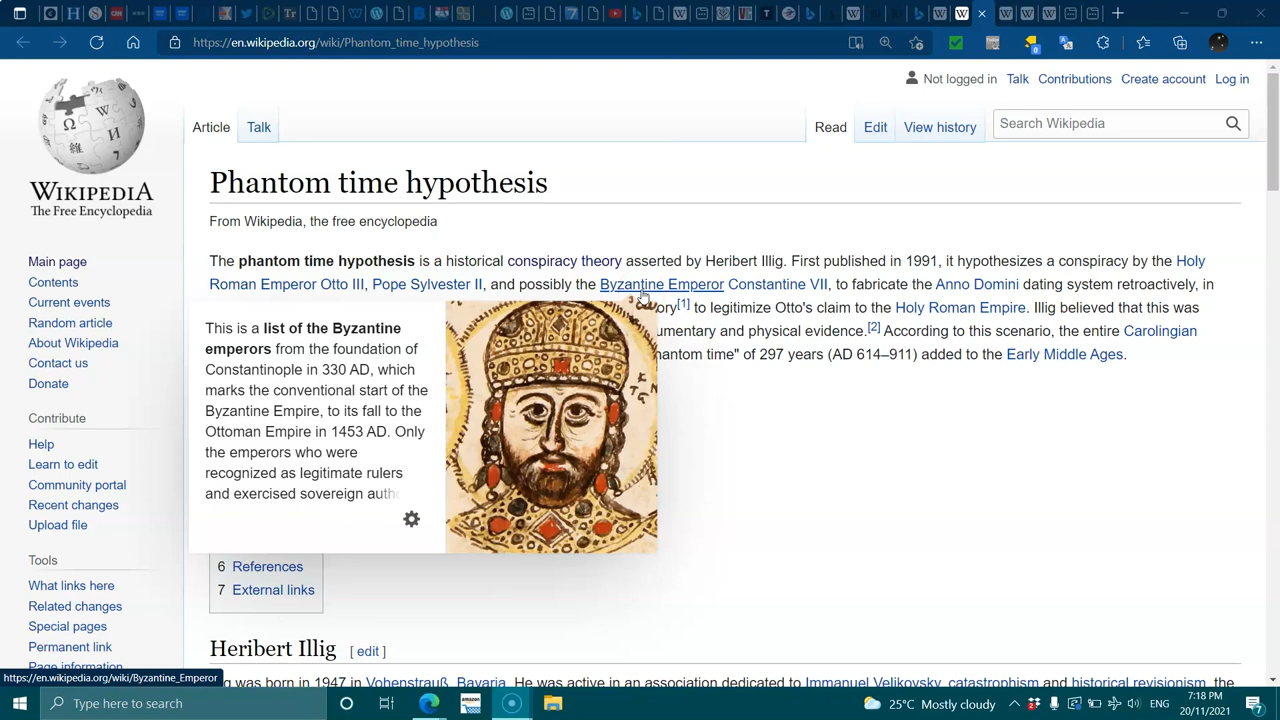 https://en.wikipedia.org/wiki/Phantom_time_hypothesis
Not logged in Talk Contributions Create account Log in
Article Talk Read Edit View history Search Wikipedia
WIKIPEDIA
The Free Encyclopedia
Main page
Contents
Current events
Random article
About Wikipedia
Contact us
Donate
Contribute
Help
Learn to edit
Community portal
Recent changes
Upload file
Tools
What links here
Related changes
Special pages
Permanent link
Page information
Phantom time hypothesis
From Wikipedia, the free encyclopedia
The phantom time hypothesis is a historical conspiracy theory asserted by Heribert Illig. First published in 1991, it hypothesizes a conspiracy by the Holy
Roman Emperor Otto III, Pope Sylvester II, and possibly the Byzantine Emperor Constantine VII, to fabricate the Anno Domini dating system retroactively, in
ory[1] to legitimize Otto's claim to the Holy Roman Empire. Illig believed that this was
umentary and physical evidence.[2] According to this scenario, the entire Carolingian
hantom time" of 297 years (AD 614–911) added to the Early Middle Ages.
This is a list of the Byzantine
emperors from the foundation of
Constantinople in 330 AD, which
marks the conventional start of the
Byzantine Empire, to its fall to the
Ottoman Empire in 1453 AD. Only
the emperors who were
recognized as legitimate rulers
and exercised sovereign autho
6 References
7 External links
Heribert Illig [ edit ]
g was born in 1947 in Vohenstrauß, Bavaria. He was active in an association dedicated to Immanuel Velikovsky, catastrophism and historical revisionism, the
https://en.wikipedia.org/wiki/Byzantine_Emperor
Type here to search
25°C Mostly cloudy
ENG
7:18 PM
20/11/2021